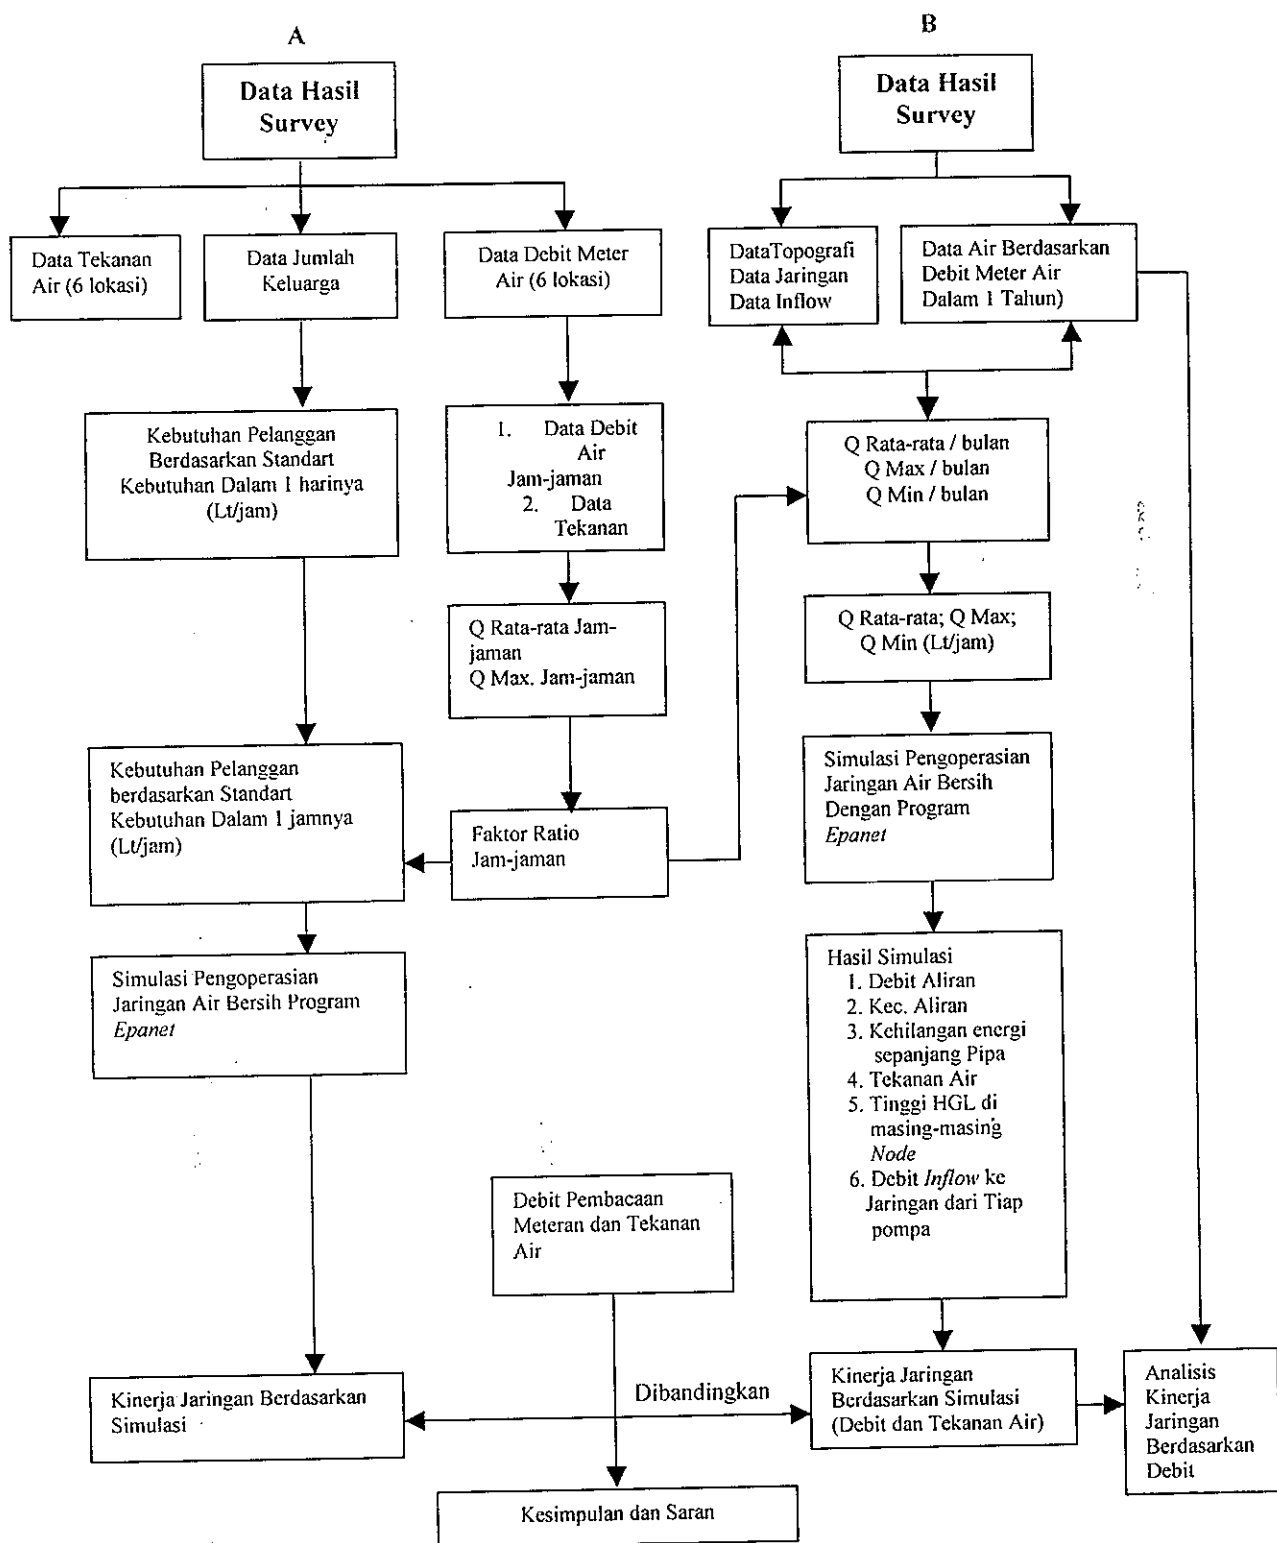 A
Data Hasil
Survey
Data Tekanan
Air (6 lokasi)
Data Jumlah
Keluarga
Data Debit Meter
Air (6 lokasi)
Kebutuhan Pelanggan
Berdasarkan Standart
Kebutuhan Dalam 1 harinya
(Lt/jam)
1. Data Debit
Air
Jam-jaman
2. Data
Tekanan
Q Rata-rata Jam-
jaman
Q Max. Jam-jaman
Kebutuhan Pelanggan
berdasarkan Standart
Kebutuhan Dalam 1 jamnya
(Lt/jam)
Faktor Ratio
Jam-jaman
Simulasi Pengoperasian
Jaringan Air Bersih Program
Epanet
Debit Pembacaan
Meteran dan Tekanan
Air
Kinerja Jaringan Berdasarkan
Simulasi
Dibandingkan
Kesimpulan dan Saran
B
Data Hasil
Survey
DataTopografi
Data Jaringan
Data Inflow
Data Air Berdasarkan
Debit Meter Air
Dalam 1 Tahun)
Q Rata-rata / bulan
Q Max / bulan
Q Min / bulan
Q Rata-rata; Q Max;
Q Min (Lt/jam)
Simulasi Pengoperasian
Jaringan Air Bersih
Dengan Program
Epanet
Hasil Simulasi
1. Debit Aliran
2. Kec. Aliran
3. Kehilangan energi
sepanjang Pipa
4. Tekanan Air
5. Tinggi HGL di
masing-masing
Node
6. Debit Inflow ke
Jaringan dari Tiap
pompa
Kinerja Jaringan
Berdasarkan Simulasi
(Debit dan Tekanan Air)
Analisis
Kinerja
Jaringan
Berdasarkan
Debit